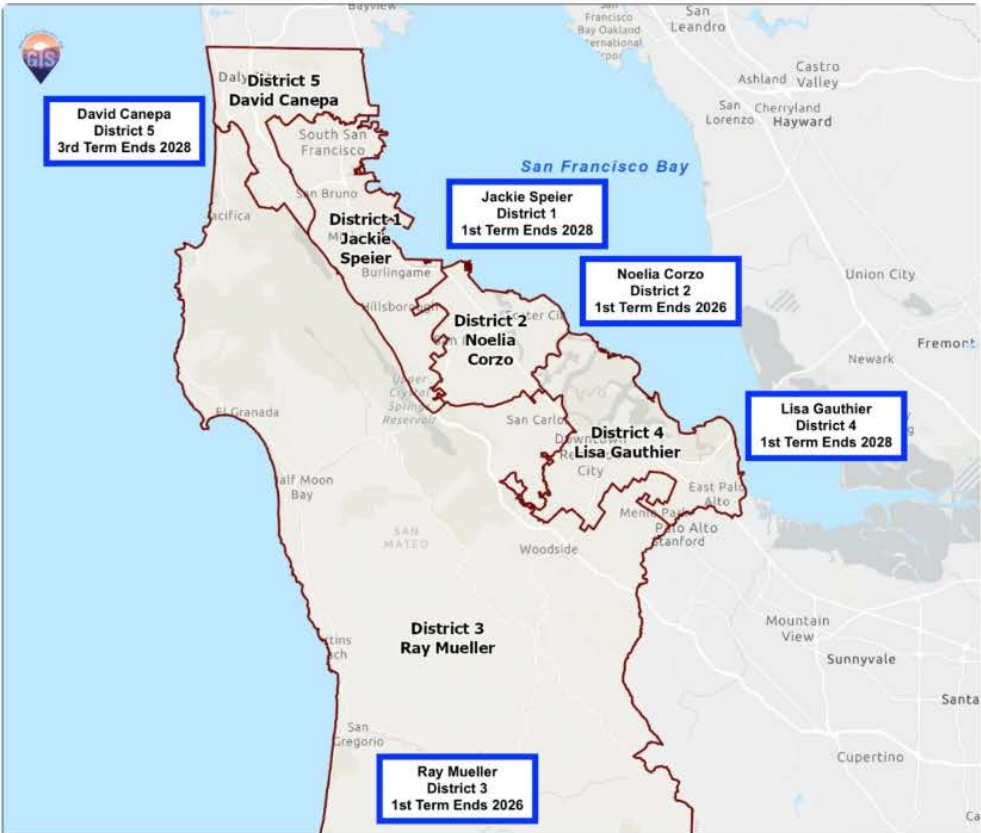 Bayview
San
Francisco
Bay Oakland
International
San
Leandro
GIS
Castro
Valley
Ashland
San
Lorenzo
Cherryland
Hayward
District 5
David Canepa
David Canepa
District 5
3rd Term Ends 2028
South San
Francisco
San Francisco Bay
San Bruno
Jackie Speier
District 1
1st Term Ends 2028
District 1
Jackie
Speier
Burlingame
Hillsborough
Noelia Corzo
District 2
1st Term Ends 2026
Union City
District 2
Noelia
Corzo
Fremont
Newark
Upper
Crystal
Springs
Reservoir
El Granada
San Carlo
Lisa Gauthier
District 4
1st Term Ends 2028
District 4
Lisa Gauthier
Downtown
City
alf Moon
Bay
East Palo
Alto
Menlo Park
Palo Alto
Stanford
SAN
MATEO
Woodside
District 3
Ray Mueller
Mountain
View
Sunnyvale
Santa
San
Gregorio
Cupertino
Ray Mueller
District 3
1st Term Ends 2026
Ca